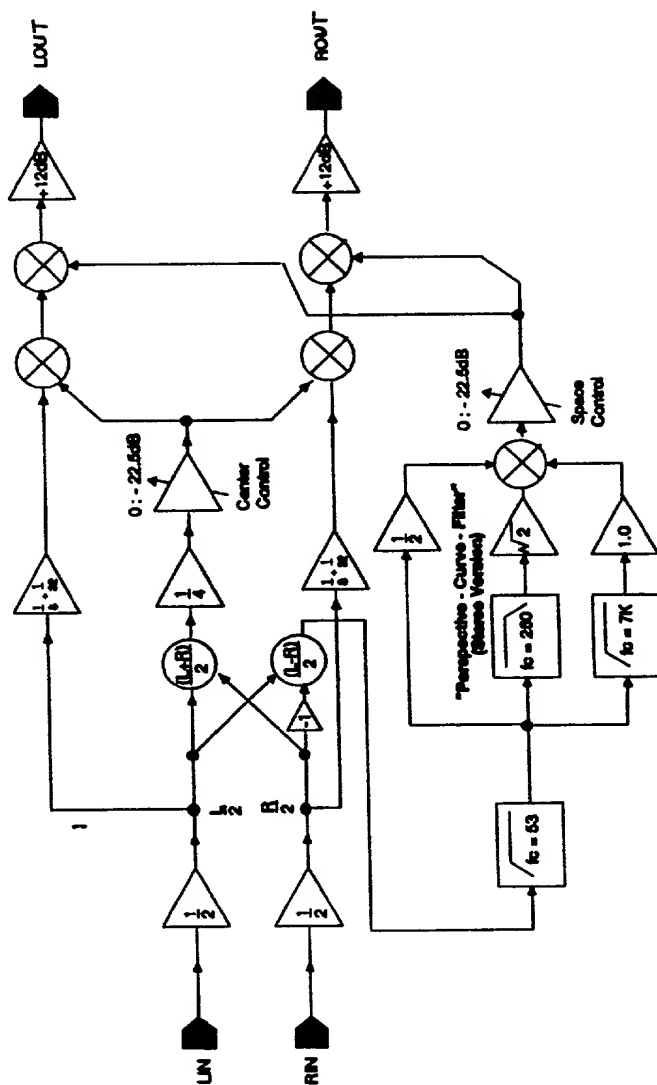 LIN
RIN
1/2
1/2
L/2
R/2
(L+R)/2
(L-R)/2
-1
1/4
0 : - 22.5dB
Center
Control
+12dB
+12dB
LOUT
ROUT
fc = 53
"Perspective - Curve - Filter"
(Stereo Version)
1/2
√2
1.0
fc = 7K
0 : - 22.5dB
Space
Control